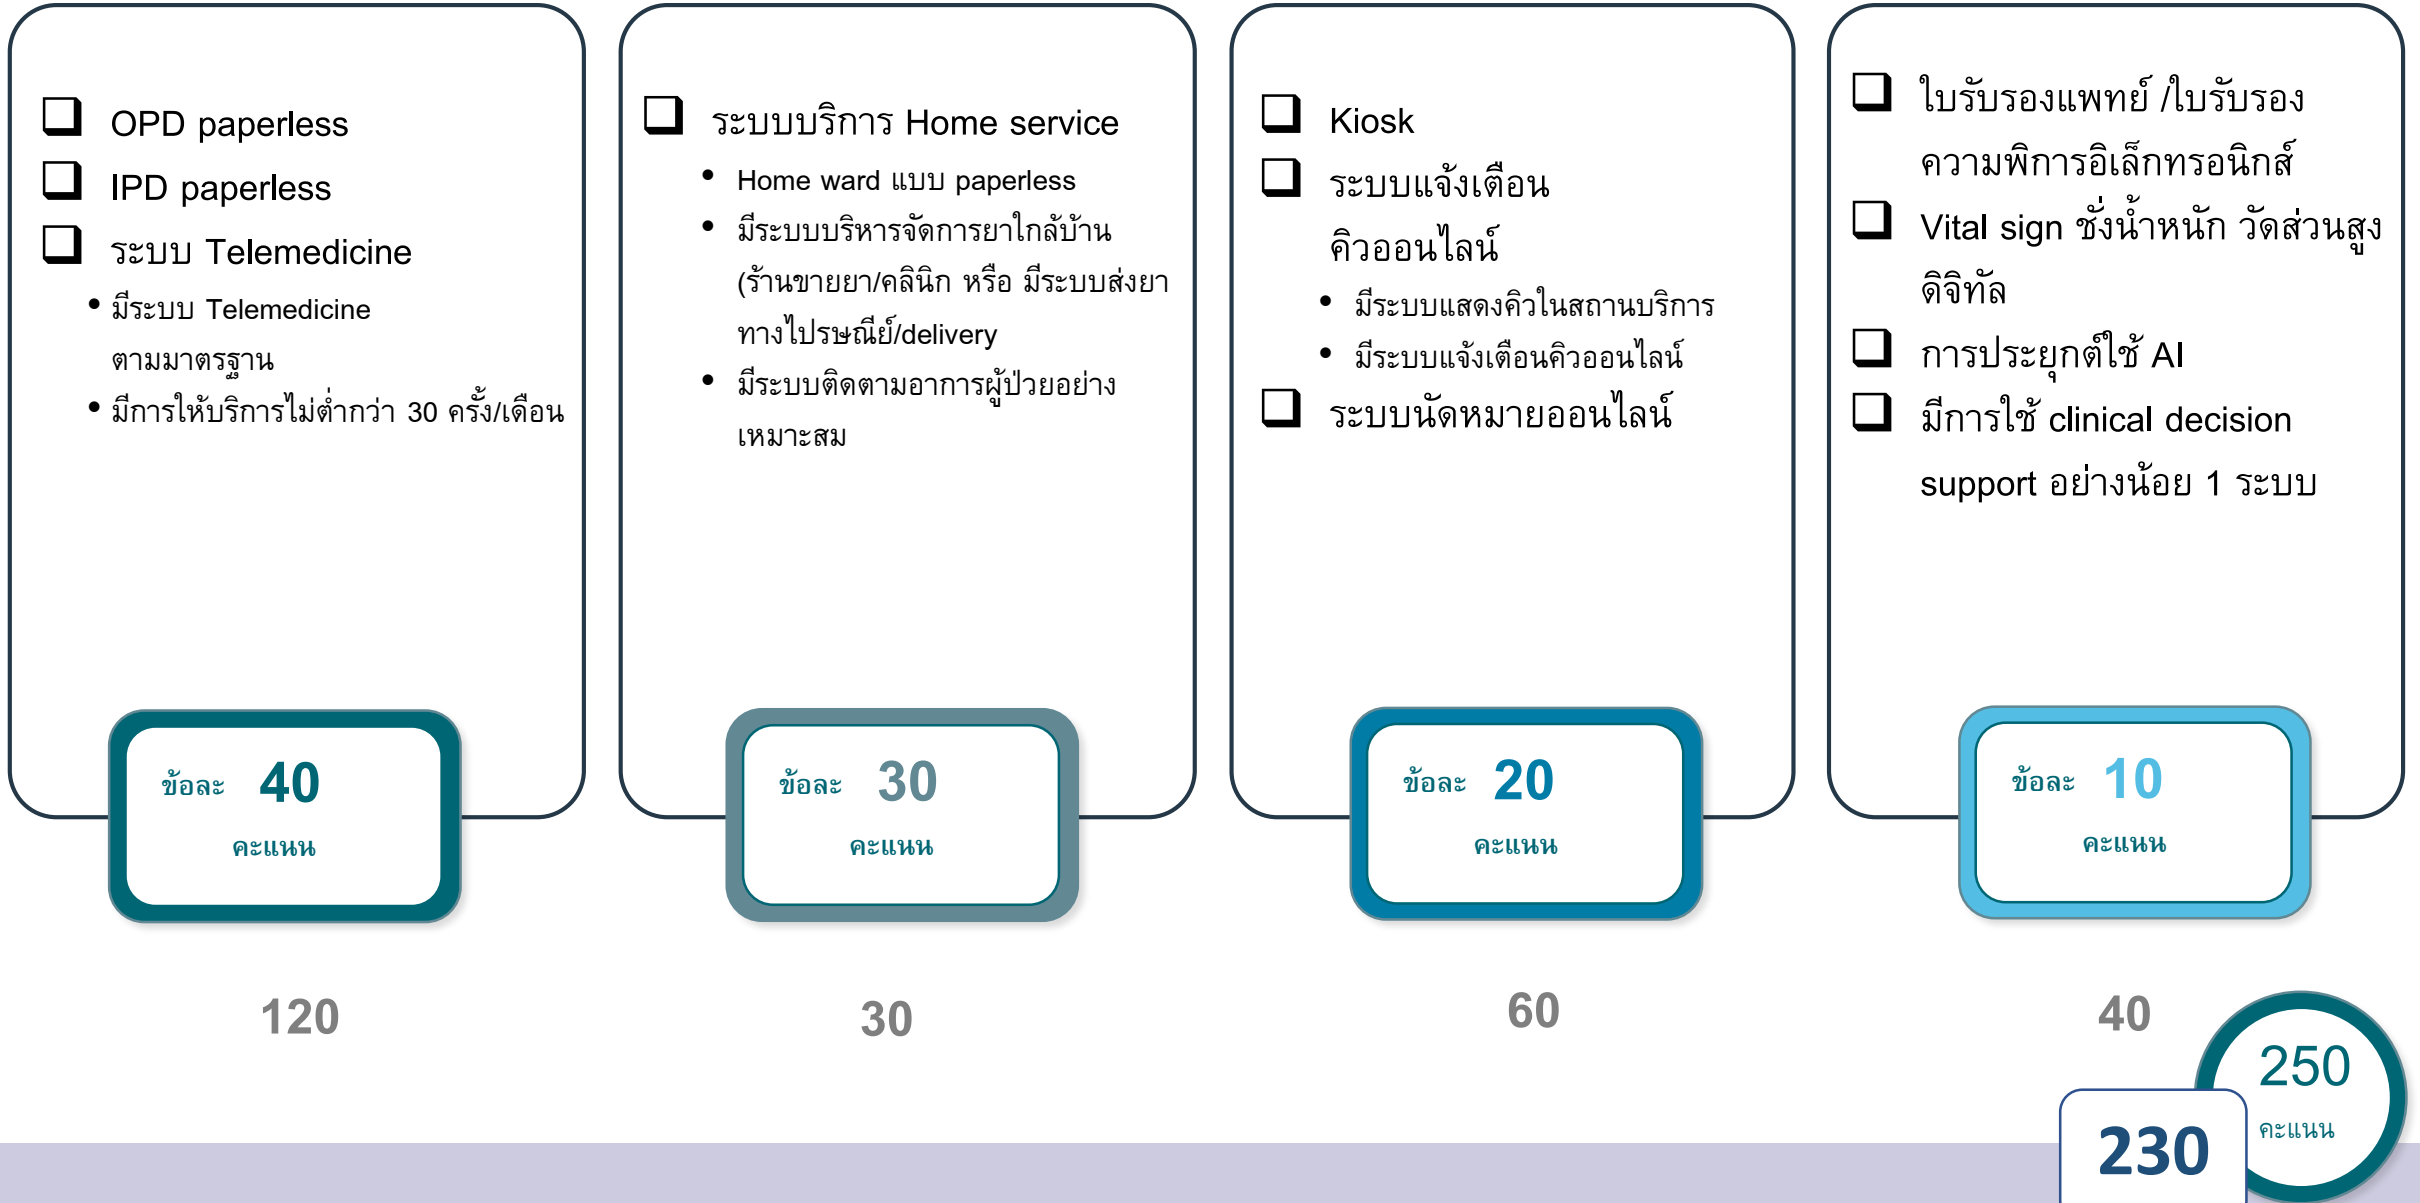 OPD paperless
IPD paperless
ระบบ Telemedicine
• มีระบบ Telemedicine
ตามมาตรฐาน
• มีการให้บริการไม่ต่ำกว่า 30 ครั้ง/เดือน
ข้อละ 40
คะแนน
120
ระบบบริการ Home service
• Home ward แบบ paperless
• มีระบบบริหารจัดการยาใกล้บ้าน
(ร้านขายยา/คลินิก หรือ มีระบบส่งยา
ทางไปรษณีย์/delivery
• มีระบบติดตามอาการผู้ป่วยอย่าง
เหมาะสม
ข้อละ 30
คะแนน
30
Kiosk
ระบบแจ้งเตือน
คิวออนไลน์
• มีระบบแสดงคิวในสถานบริการ
• มีระบบแจ้งเตือนคิวออนไลน์
ระบบนัดหมายออนไลน์
ข้อละ 20
คะแนน
60
ใบรับรองแพทย์ /ใบรับรอง
ความพิการอิเล็กทรอนิกส์
Vital sign ชั่งน้ำหนัก วัดส่วนสูง
ดิจิทัล
การประยุกต์ใช้ AI
มีการใช้ clinical decision
support อย่างน้อย 1 ระบบ
ข้อละ 10
คะแนน
40
250
คะแนน
230